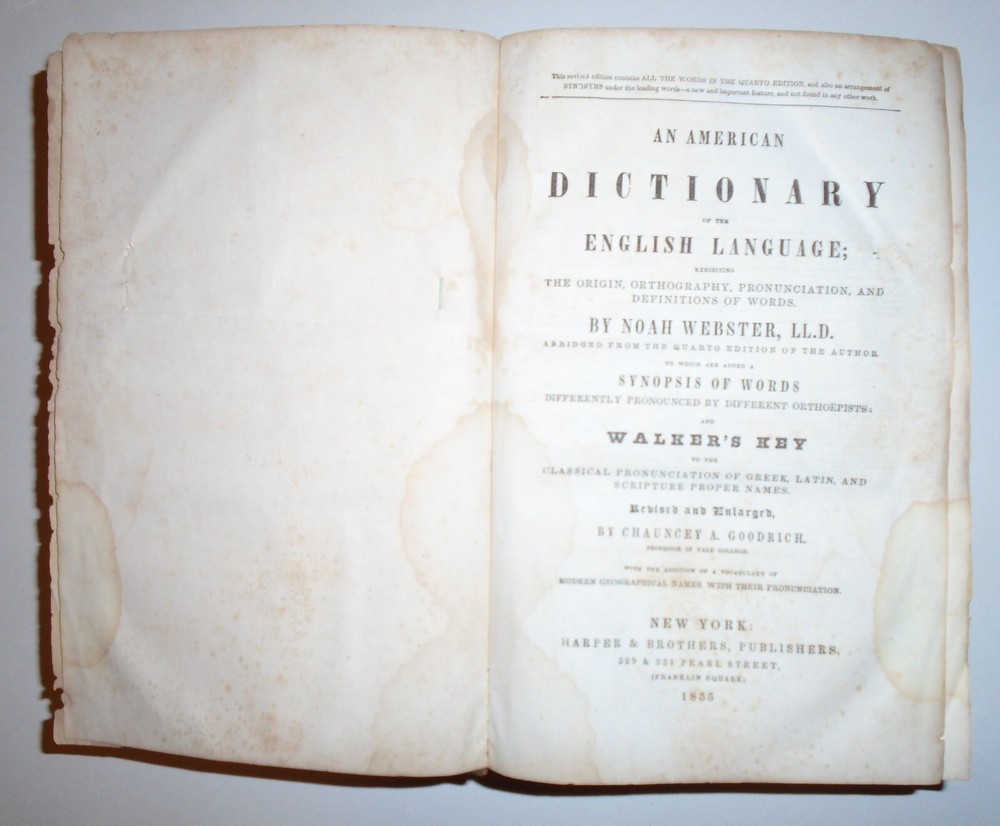 This revised edition contains ALL THE WORDS IN THE QUARTO EDITION, and also an arrangement of
SYNONYMS under the leading words—a new and important feature, and not found in any other work.
AN AMERICAN
DICTIONARY
OF THE
ENGLISH LANGUAGE;
EXHIBITING
THE ORIGIN, ORTHOGRAPHY, PRONUNCIATION, AND
DEFINITIONS OF WORDS.
BY NOAH WEBSTER, LL.D.
ABRIDGED FROM THE QUARTO EDITION OF THE AUTHOR.
TO WHICH ARE ADDED A
SYNOPSIS OF WORDS
DIFFERENTLY PRONOUNCED BY DIFFERENT ORTHOËPISTS;
AND
WALKER'S KEY
TO THE
CLASSICAL PRONUNCIATION OF GREEK, LATIN, AND
SCRIPTURE PROPER NAMES.
Revised and Enlarged,
BY CHAUNCEY A. GOODRICH,
PROFESSOR IN YALE COLLEGE.
WITH THE ADDITION OF A VOCABULARY OF
MODERN GEOGRAPHICAL NAMES, WITH THEIR PRONUNCIATION.
NEW YORK:
HARPER & BROTHERS, PUBLISHERS,
329 & 331 PEARL STREET,
(FRANKLIN SQUARE)
1855